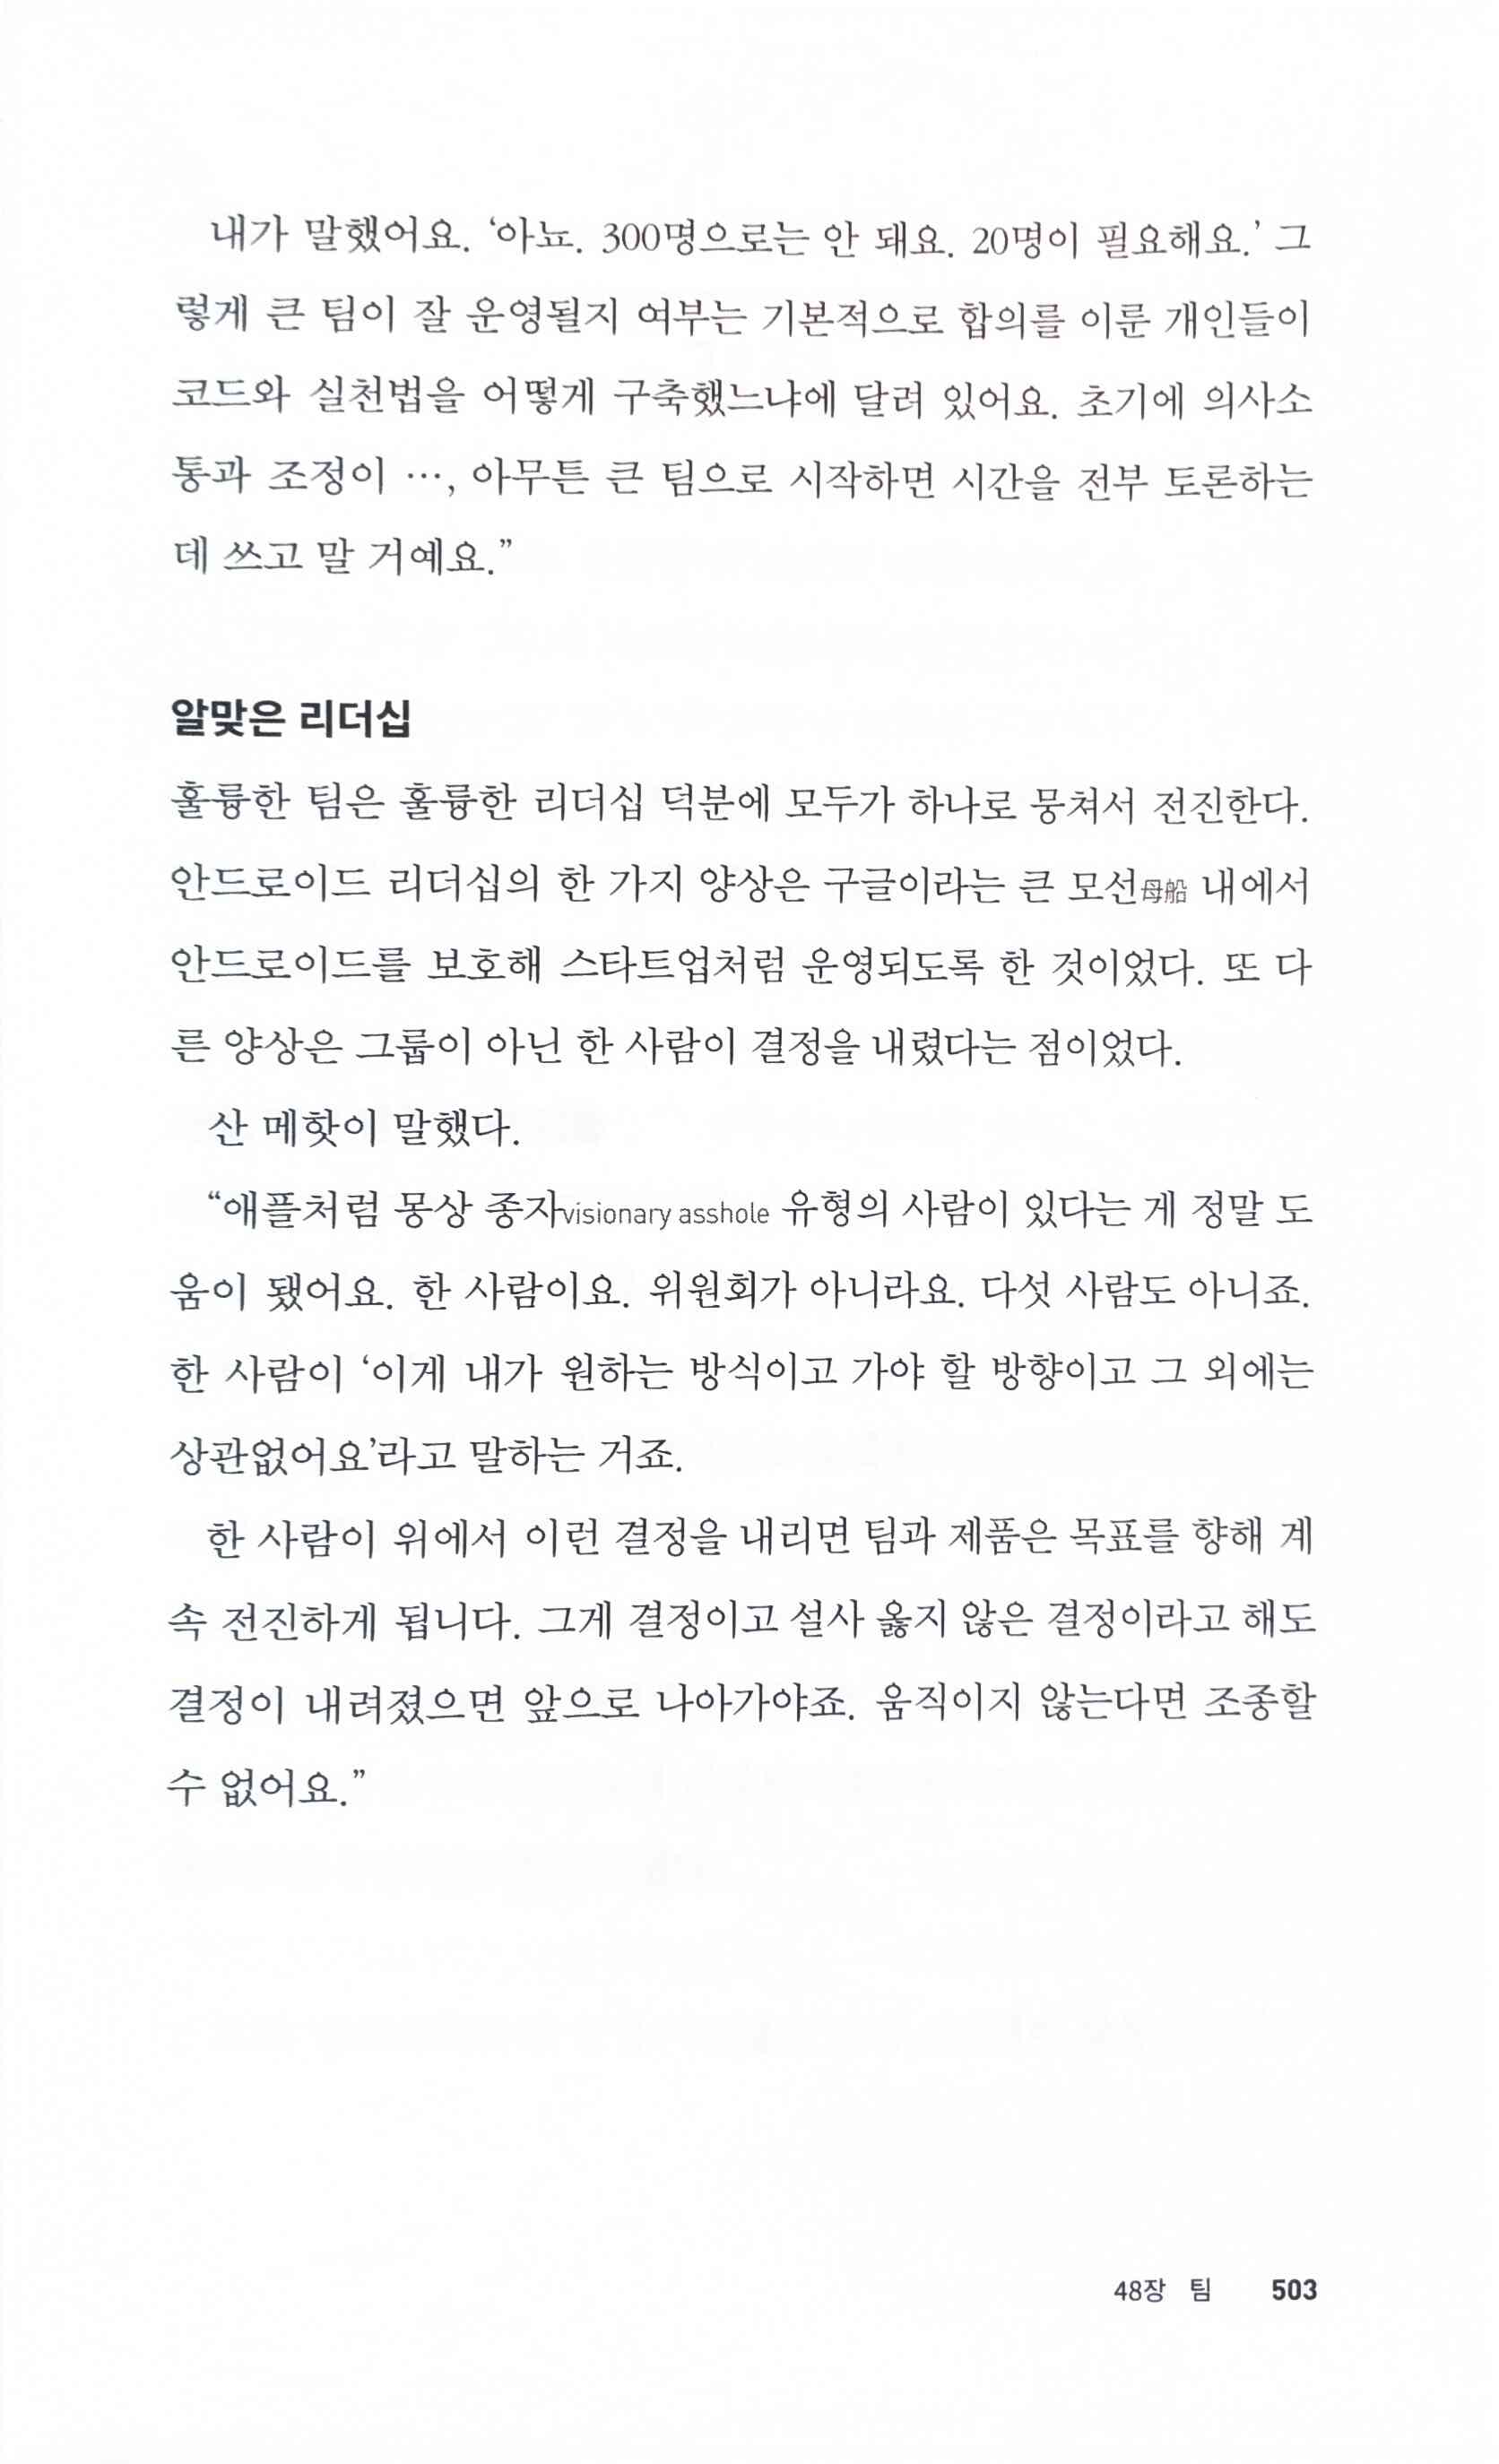 내가 말했어요. ‘아뇨. 300명으로는 안 돼요. 20명이 필요해요.’ 그
렇게 큰 팀이 잘 운영될지 여부는 기본적으로 합의를 이룬 개인들이
코드와 실천법을 어떻게 구축했느냐에 달려 있어요. 초기에 의사소
통과 조정이 …, 아무튼 큰 팀으로 시작하면 시간을 전부 토론하는
데 쓰고 말 거예요.”
알맞은 리더십
훌륭한 팀은 훌륭한 리더십 덕분에 모두가 하나로 뭉쳐서 전진한다.
안드로이드 리더십의 한 가지 양상은 구글이라는 큰 모선母船 내에서
안드로이드를 보호해 스타트업처럼 운영되도록 한 것이었다. 또 다
른 양상은 그룹이 아닌 한 사람이 결정을 내렸다는 점이었다.
산 메핫이 말했다.
“애플처럼 몽상 종자visionary asshole 유형의 사람이 있다는 게 정말 도
움이 됐어요. 한 사람이요. 위원회가 아니라요. 다섯 사람도 아니죠.
한 사람이 ‘이게 내가 원하는 방식이고 가야 할 방향이고 그 외에는
상관없어요’라고 말하는 거죠.
한 사람이 위에서 이런 결정을 내리면 팀과 제품은 목표를 향해 계
속 전진하게 됩니다. 그게 결정이고 설사 옳지 않은 결정이라고 해도
결정이 내려졌으면 앞으로 나아가야죠. 움직이지 않는다면 조종할
수 없어요.”
48장 팀 503